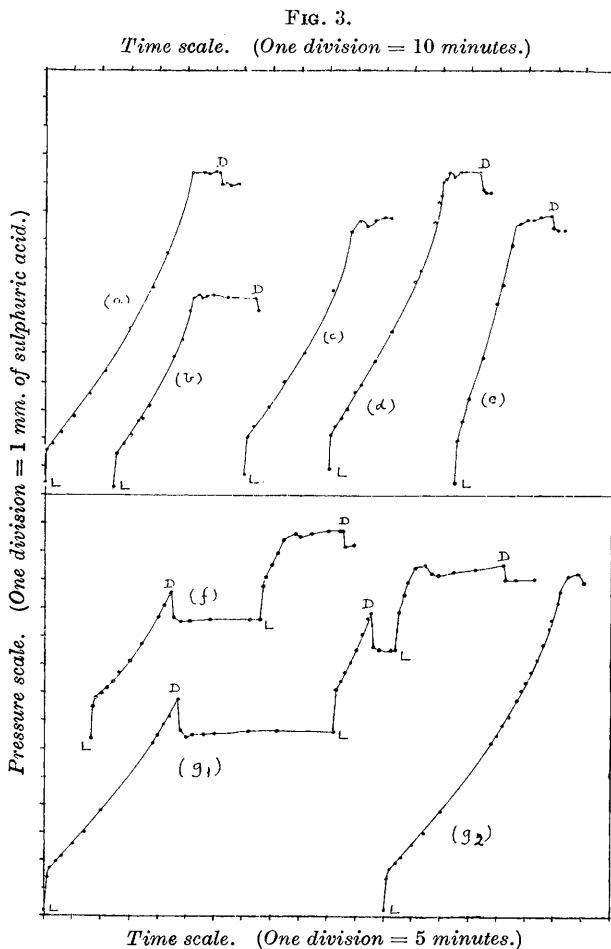 FIG. 3.
Time scale. (One division = 10 minutes.)
Pressure scale. (One division = 1 mm. of sulphuric acid.)
D
D
D
D
(a)
(b)
(c)
(d)
(e)
L
L
L
L
L
D
D
(f)
D
D
L
L
L
L
(g1)
(g2)
L
L
Time scale. (One division = 5 minutes.)